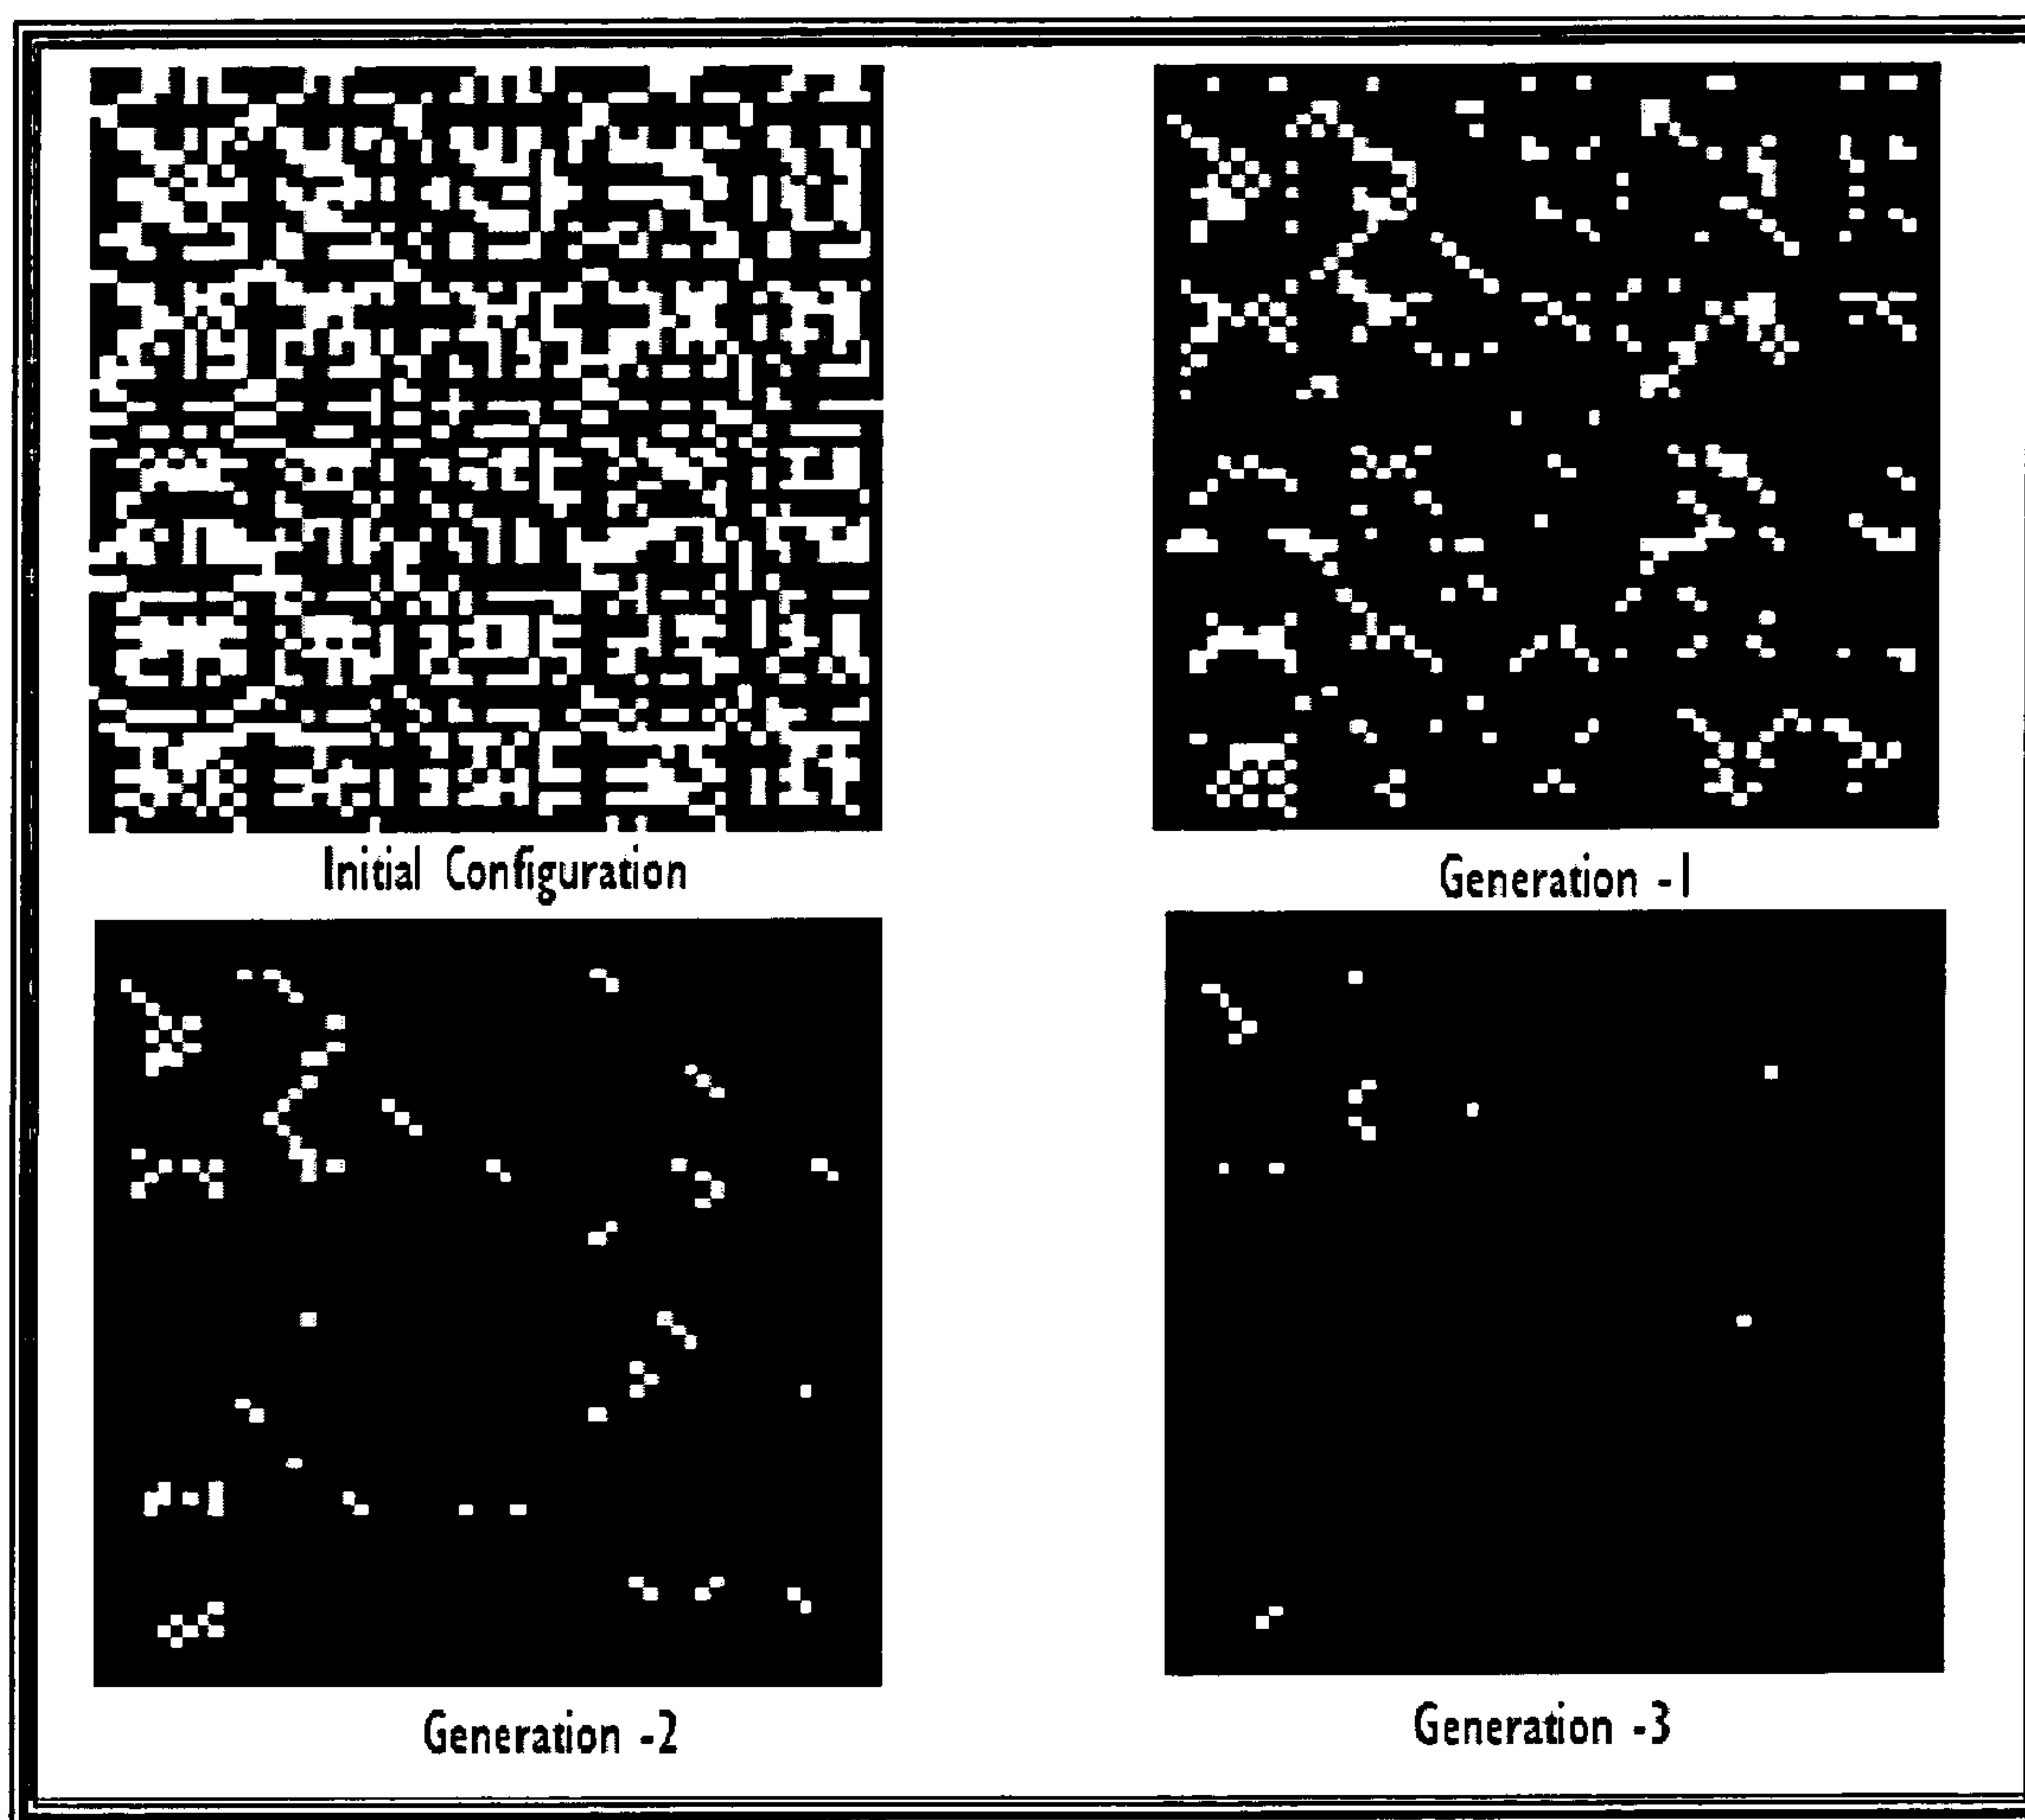 Initial Configuration
Generation -1
Generation -2
Generation -3